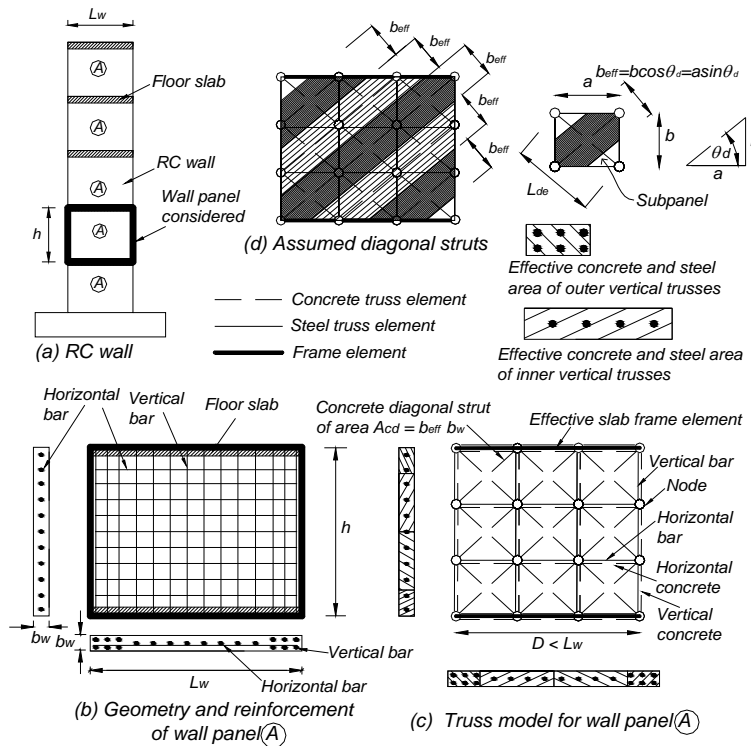 Lw
A
Floor slab
A
RC wall
A
Wall panel
considered
h
A
A
(a) RC wall
beff
beff
beff
beff
beff
(d) Assumed diagonal struts
beff=bcosθd=asinθd
a
b
Lde
Subpanel
θd
a
Effective concrete and steel
area of outer vertical trusses
Effective concrete and steel area
of inner vertical trusses
Concrete truss element
Steel truss element
Frame element
Horizontal
bar
Vertical
bar
Floor slab
h
bw
bw
Vertical bar
Horizontal bar
Lw
(b) Geometry and reinforcement
of wall panel A
Concrete diagonal strut
of area Acd = beff bw
Effective slab frame element
Vertical bar
Node
Horizontal
bar
Horizontal
concrete
Vertical
concrete
D < Lw
(c) Truss model for wall panel A